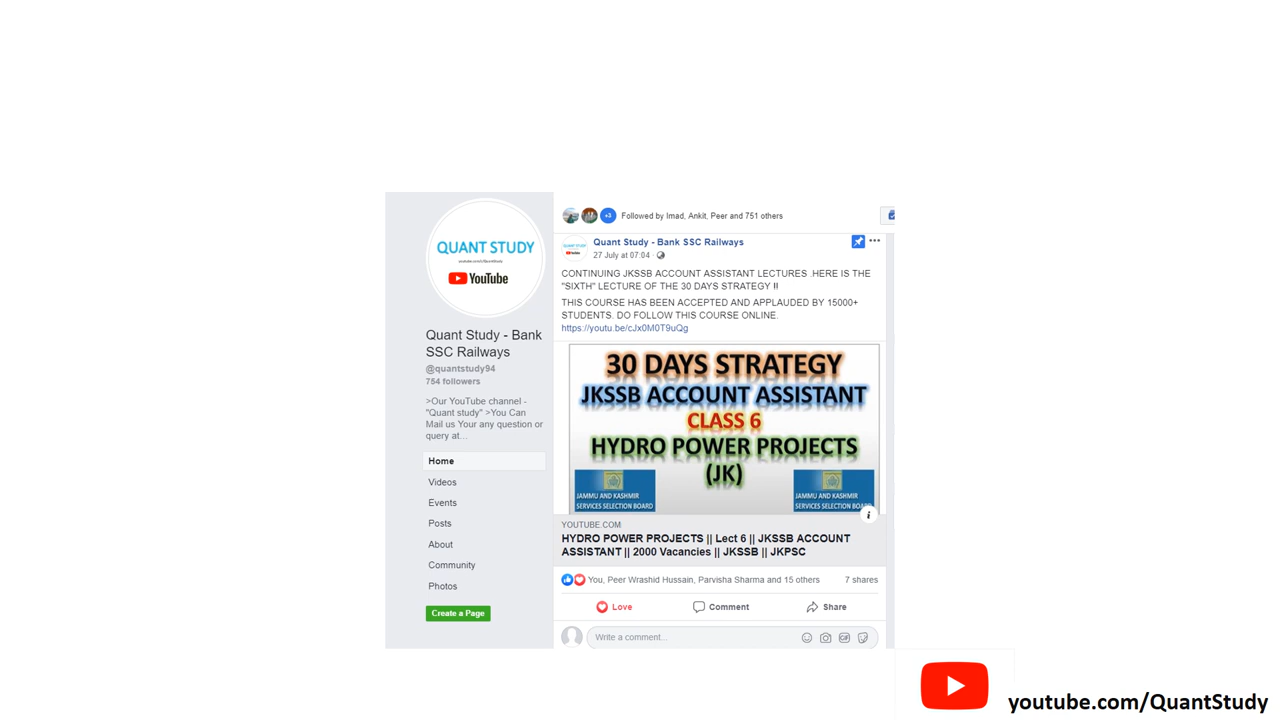 QUANT STUDY
YouTube
Quant Study - Bank
SSC Railways
@quantstudy94
754 followers
>Our YouTube channel -
"Quant study" >You Can
Mail us Your any question or
query at...
Home
Videos
Events
Posts
About
Community
Photos
Create a Page
+3
Followed by Imad, Ankit, Peer and 751 others
Quant Study - Bank SSC Railways
27 July at 07:04 ·
CONTINUING JKSSB ACCOUNT ASSISTANT LECTURES .HERE IS THE
"SIXTH" LECTURE OF THE 30 DAYS STRATEGY !!
THIS COURSE HAS BEEN ACCEPTED AND APPLAUDED BY 15000+
STUDENTS. DO FOLLOW THIS COURSE ONLINE.
https://youtu.be/cJx0M0T9uQg
30 DAYS STRATEGY
JKSSB ACCOUNT ASSISTANT
CLASS 6
HYDRO POWER PROJECTS
(JK)
JAMMU AND KASHMIR
SERVICES SELECTION BOARD
JAMMU AND KASHMIR
SERVICES SELECTION BOARD
YOUTUBE.COM
HYDRO POWER PROJECTS || Lect 6 || JKSSB ACCOUNT
ASSISTANT || 2000 Vacancies || JKSSB || JKPSC
You, Peer Wrashid Hussain, Parvisha Sharma and 15 others
7 shares
Love
Comment
Share
Write a comment...
GIF
youtube.com/QuantStudy